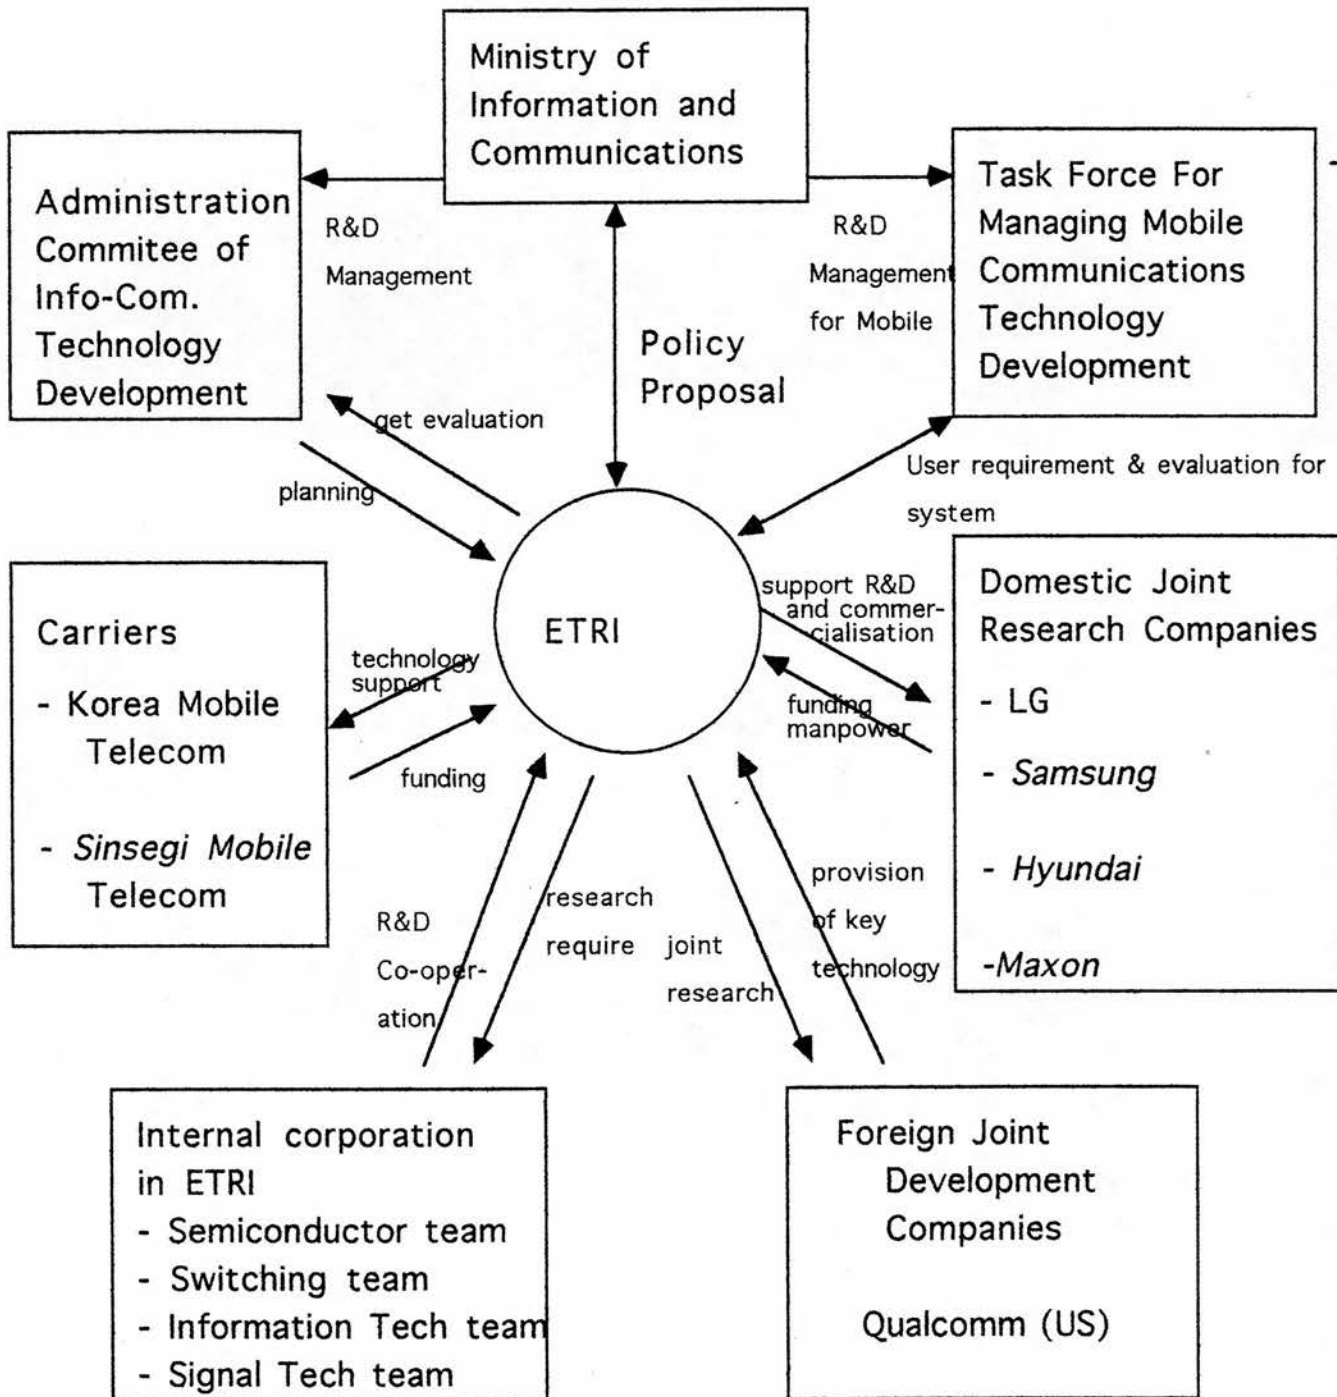 Ministry of
Information and
Communications
Administration
Commitee of
Info-Com.
Technology
Development
R&D
Management
R&D
Management
for Mobile
Task Force For
Managing Mobile
Communications
Technology
Development
Policy
Proposal
get evaluation
planning
User requirement & evaluation for
system
ETRI
Carriers
- Korea Mobile
Telecom
- Sinsegi Mobile
Telecom
technology
support
funding
support R&D
and commer-
cialisation
funding
manpower
Domestic Joint
Research Companies
- LG
- Samsung
- Hyundai
-Maxon
R&D
Co-oper-
ation
research
require
joint
research
provision
of key
technology
Internal corporation
in ETRI
- Semiconductor team
- Switching team
- Information Tech team
- Signal Tech team
Foreign Joint
Development
Companies
Qualcomm (US)